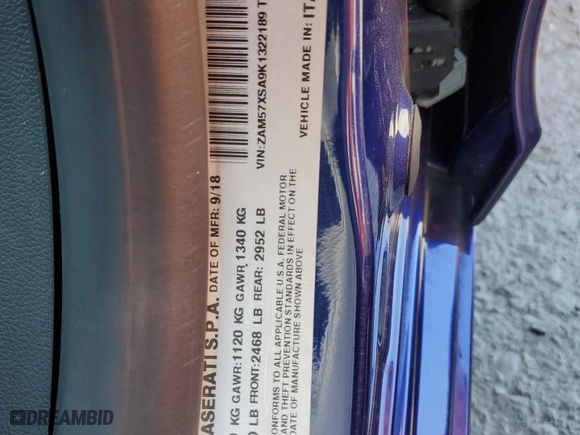 ASERATI S.P.A. DATE OF MFR: 9/18
KG GAWR:1120 KG GAWR 1340 KG
LB FRONT:2468 LB REAR: 2952 LB
ONFORMS TO ALL APPLICABLE U.S.A. FEDERAL MOTOR
AND THEFT PREVENTION STANDARDS IN EFFECT ON THE
DATE OF MANUFACTURE SHOWN ABOVE
VIN:ZAM57XSA9K1322189 T
VEHICLE MADE IN: IT
DREAMBID